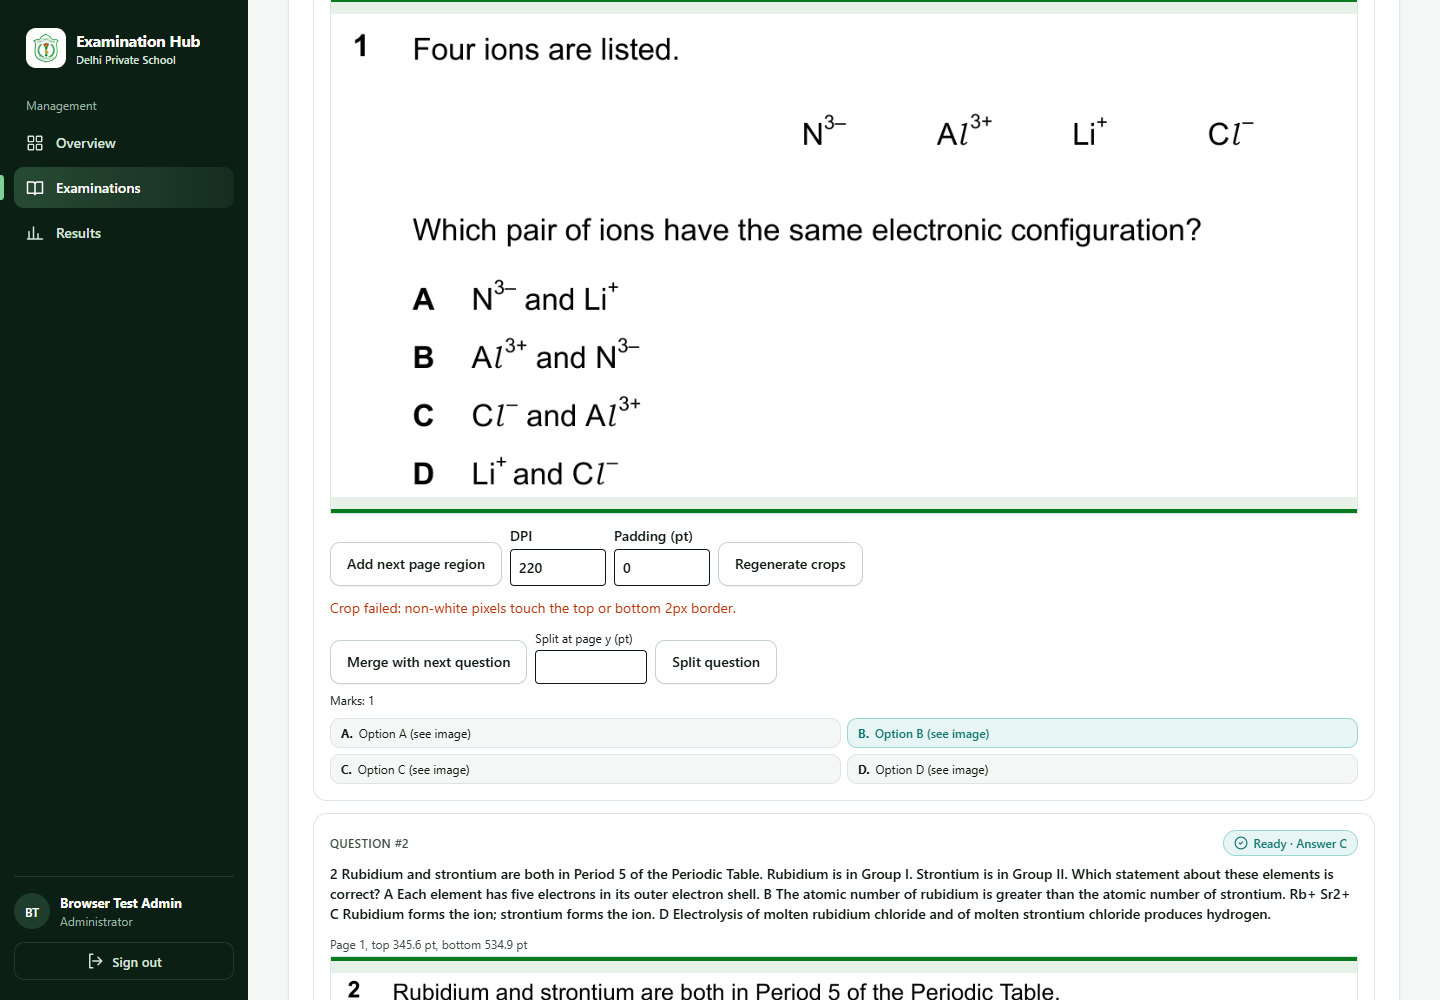 Examination Hub
Delhi Private School
Management
Overview
Examinations
Results
BT
Browser Test Admin
Administrator
Sign out
1 Four ions are listed.
N³⁻ Al³⁺ Li⁺ Cl⁻
Which pair of ions have the same electronic configuration?
A N³⁻ and Li⁺
B Al³⁺ and N³⁻
C Cl⁻ and Al³⁺
D Li⁺ and Cl⁻
DPI Padding (pt)
Add next page region 220 0 Regenerate crops
Crop failed: non-white pixels touch the top or bottom 2px border.
Split at page y (pt)
Merge with next question Split question
Marks: 1
A. Option A (see image) B. Option B (see image)
C. Option C (see image) D. Option D (see image)
QUESTION #2 Ready · Answer C
2 Rubidium and strontium are both in Period 5 of the Periodic Table. Rubidium is in Group I. Strontium is in Group II. Which statement about these elements is
correct? A Each element has five electrons in its outer electron shell. B The atomic number of rubidium is greater than the atomic number of strontium. Rb+ Sr2+
C Rubidium forms the ion; strontium forms the ion. D Electrolysis of molten rubidium chloride and of molten strontium chloride produces hydrogen.
Page 1, top 345.6 pt, bottom 534.9 pt
2 Rubidium and strontium are both in Period 5 of the Periodic Table.